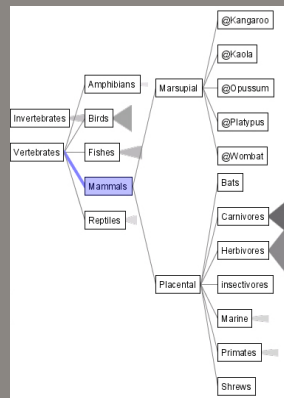 Invertebrates
Vertebrates
Amphibians
Birds
Fishes
Mammals
Reptiles
Marsupial
Placental
@Kangaroo
@Kaola
@Opussum
@Platypus
@Wombat
Bats
Carnivores
Herbivores
insectivores
Marine
Primates
Shrews